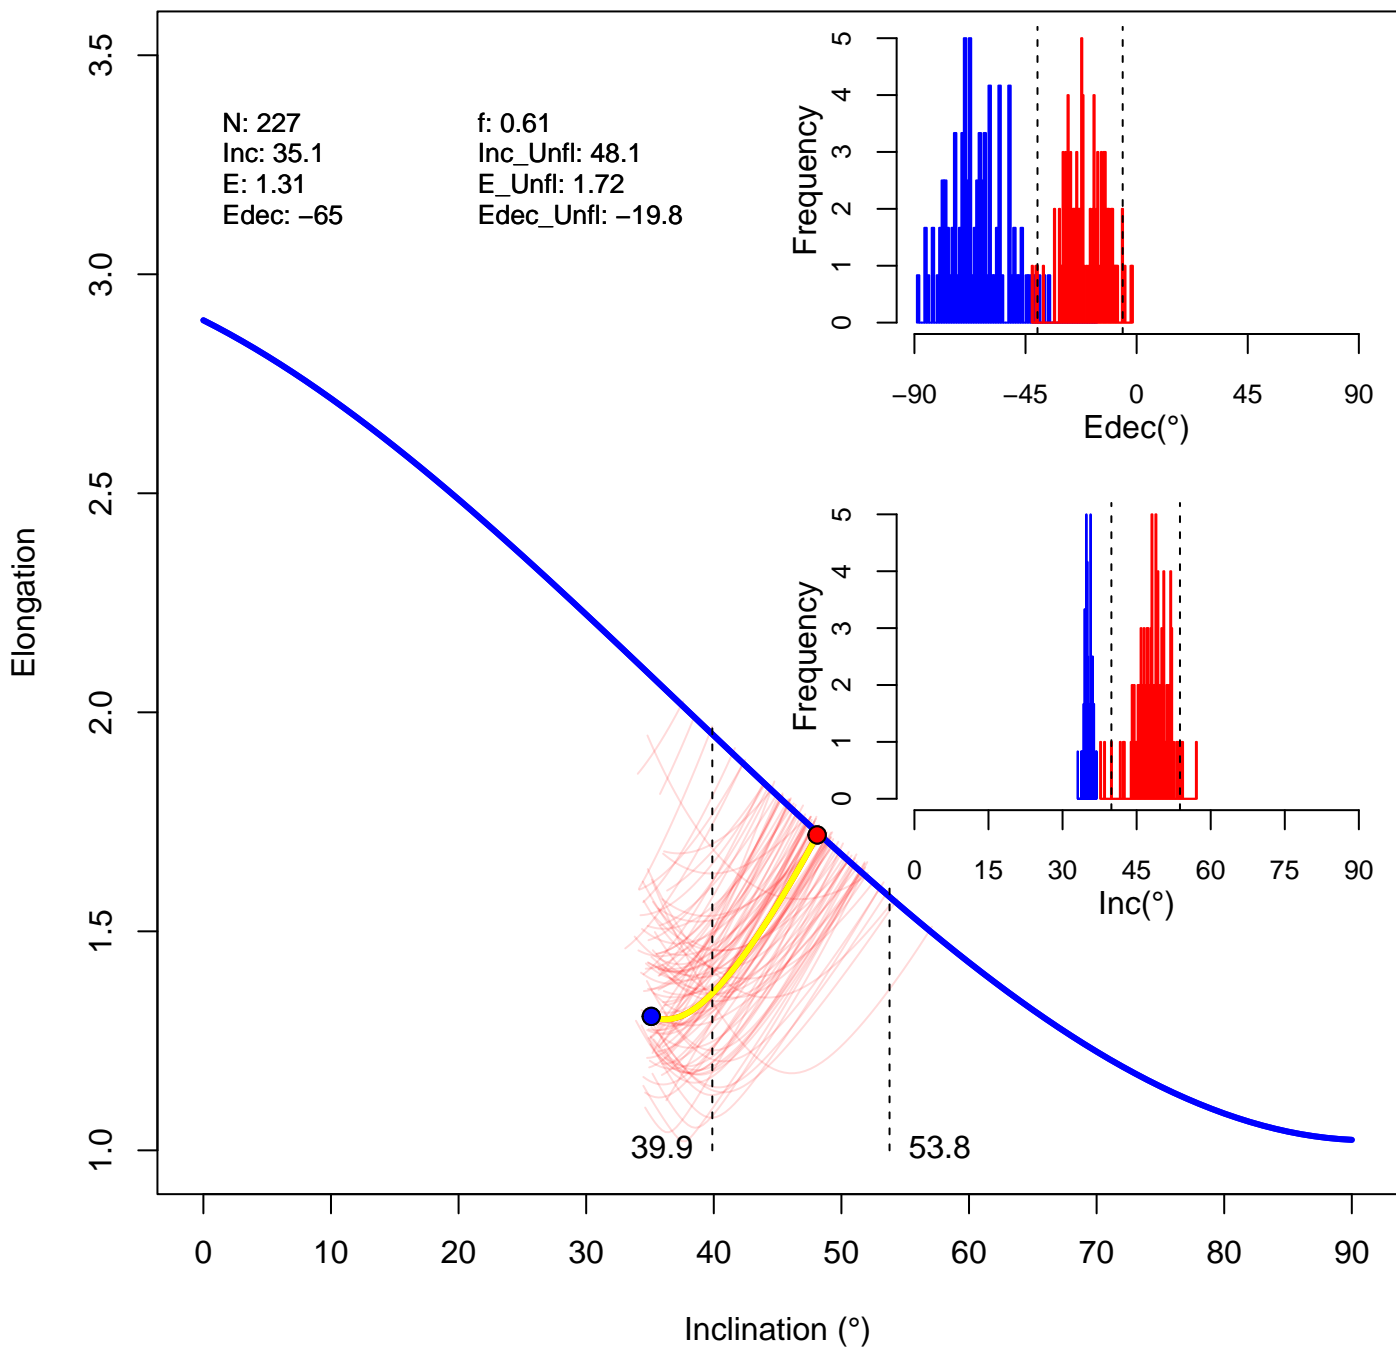 N: 227
Inc: 35.1
E: 1.31
Edec: −65
f: 0.61
Inc_Unfl: 48.1
E_Unfl: 1.72
Edec_Unfl: −19.8
Elongation
3.5
3.0
2.5
2.0
1.5
1.0
39.9
53.8
0 10 20 30 40 50 60 70 80 90
Inclination (°)
Frequency
5
4
3
2
1
0
−90 −45 0 45 90
Edec(°)
Frequency
5
4
3
2
1
0
0 15 30 45 60 75 90
Inc(°)